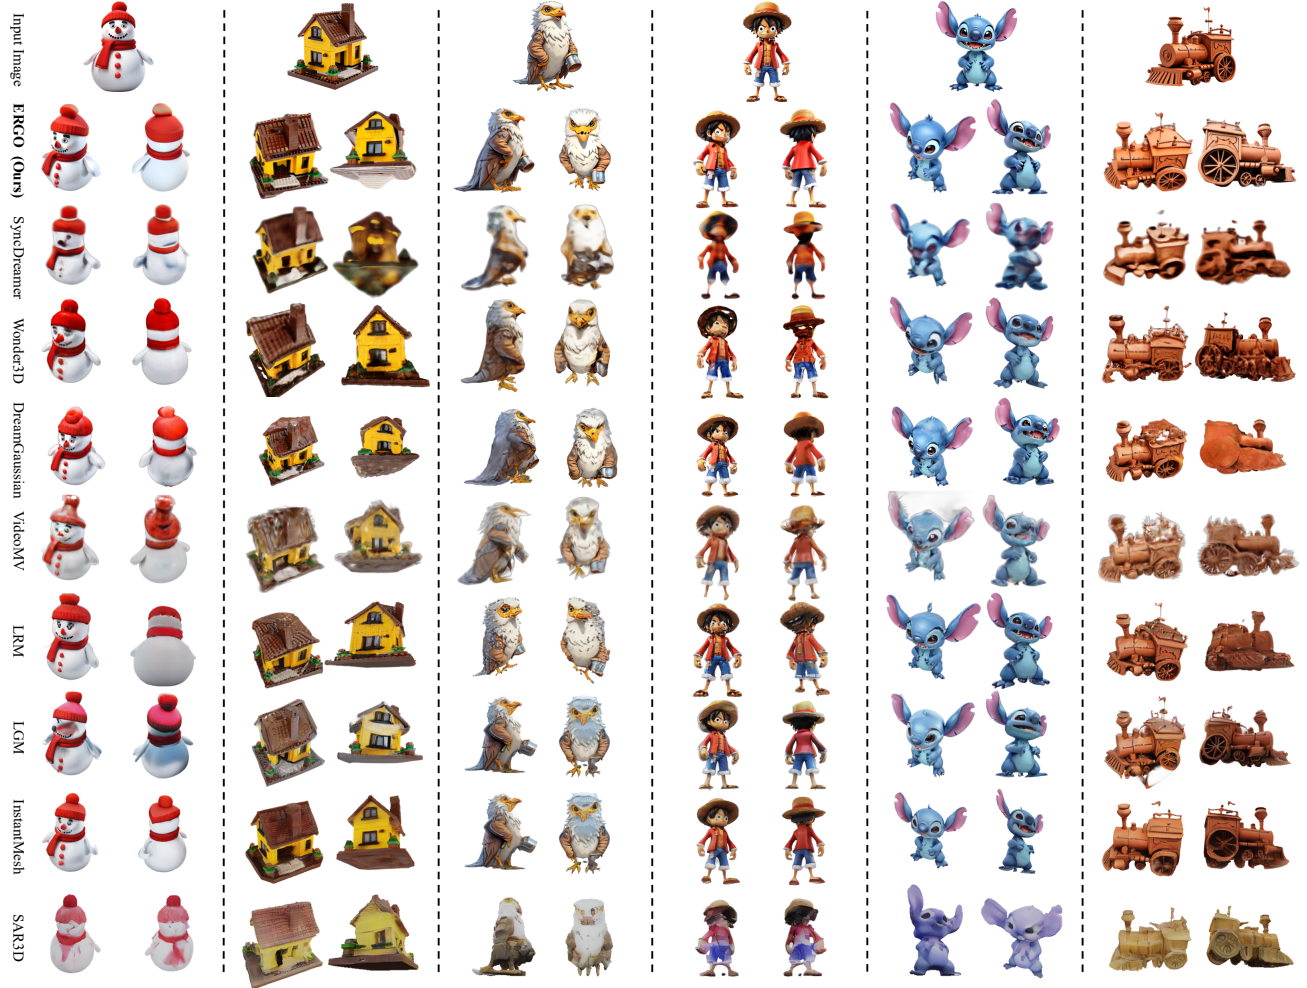 Input Image
ERGO (Ours)
SyncDreamer
Wonder3D
DreamGaussian
VideoMV
LRM
LGM
InstantMesh
SAR3D